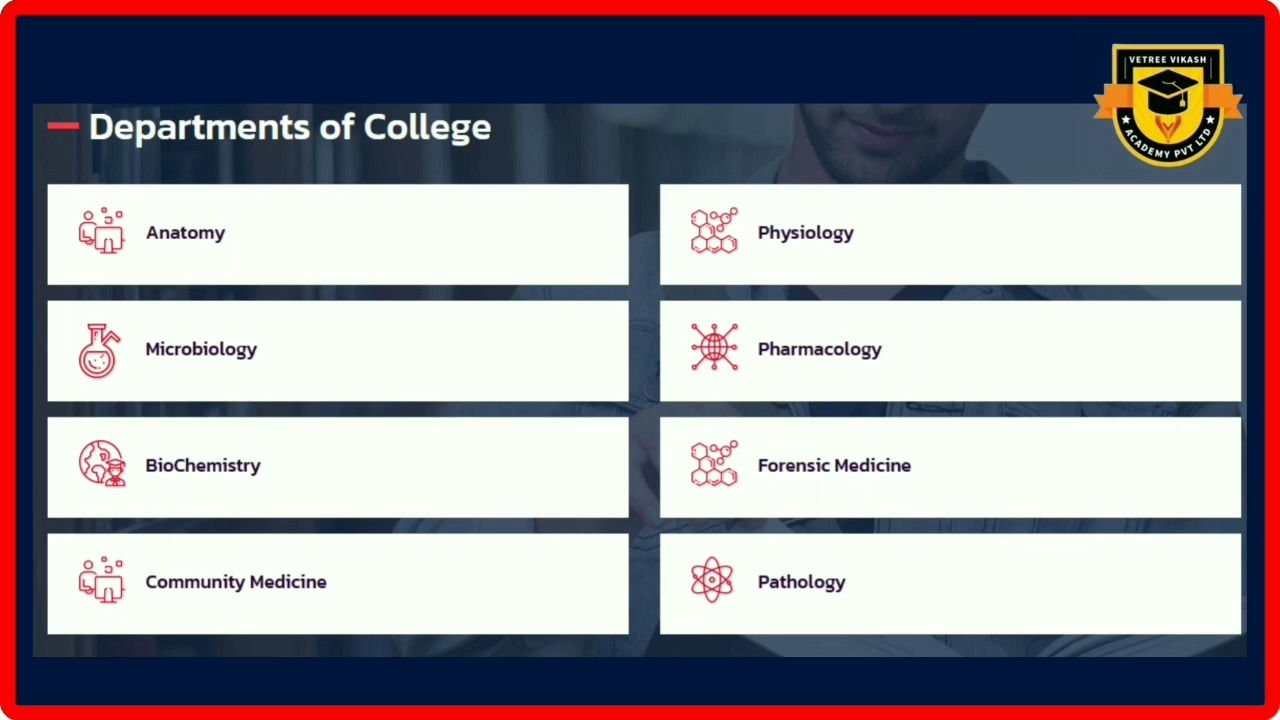 VETREE VIKASH
ACADEMY PVT LTD
Departments of College
Anatomy
Physiology
Microbiology
Pharmacology
BioChemistry
Forensic Medicine
Community Medicine
Pathology